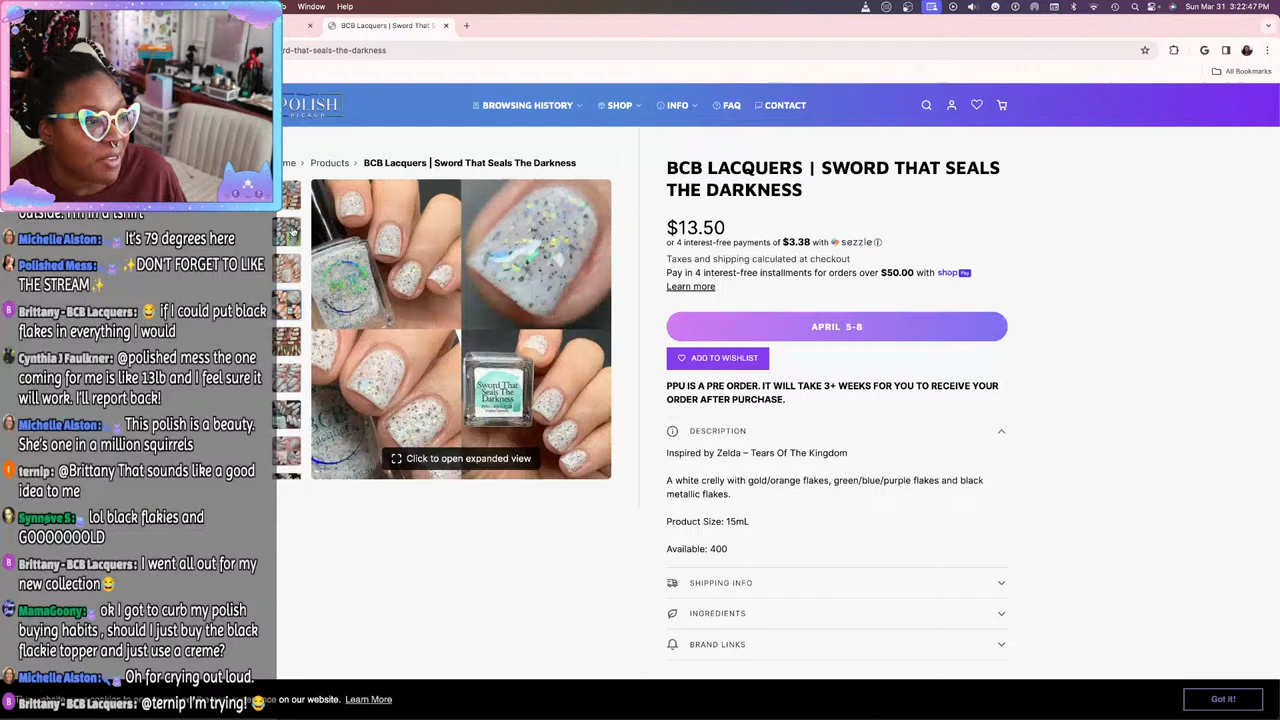 Window Help
Sun Mar 31 3:22:47 PM
BCB Lacquers | Sword That S
rd-that-seals-the-darkness
All Bookmarks
POLISH
PICKUP
BROWSING HISTORY
SHOP
INFO
FAQ
CONTACT
me > Products > BCB Lacquers | Sword That Seals The Darkness
BCB LACQUERS | SWORD THAT SEALS
THE DARKNESS
$13.50
or 4 interest-free payments of $3.38 with sezzle
Taxes and shipping calculated at checkout
Pay in 4 interest-free installments for orders over $50.00 with shop Pay
Learn more
APRIL 5-8
ADD TO WISHLIST
PPU IS A PRE ORDER. IT WILL TAKE 3+ WEEKS FOR YOU TO RECEIVE YOUR
ORDER AFTER PURCHASE.
DESCRIPTION
Inspired by Zelda – Tears Of The Kingdom
A white crelly with gold/orange flakes, green/blue/purple flakes and black
metallic flakes.
Product Size: 15mL
Available: 400
SHIPPING INFO
INGREDIENTS
BRAND LINKS
Sword That
Seals The
Darkness
Click to open expanded view
outside. I'm in a tshirt
Michelle Alston: It's 79 degrees here
Polished Mess: ✨DON'T FORGET TO LIKE
THE STREAM✨
Brittany - BCB Lacquers: 😂 if I could put black
flakes in everything I would
Cynthia J Faulkner: @polished mess the one
coming for me is like 13lb and I feel sure it
will work. I'll report back!
Michelle Alston: This polish is a beauty.
She's one in a million squirrels
ternip: @Brittany That sounds like a good
idea to me
Synnøve S: lol black flakies and
GOOOOOOOLD
Brittany - BCB Lacquers: I went all out for my
new collection😂
MamaGoony: ok I got to curb my polish
buying habits , should I just buy the black
flackie topper and just use a creme?
Michelle Alston: Oh for crying out loud.
Brittany - BCB Lacquers: @ternip I'm trying! 😂
on our website. Learn More
Got it!